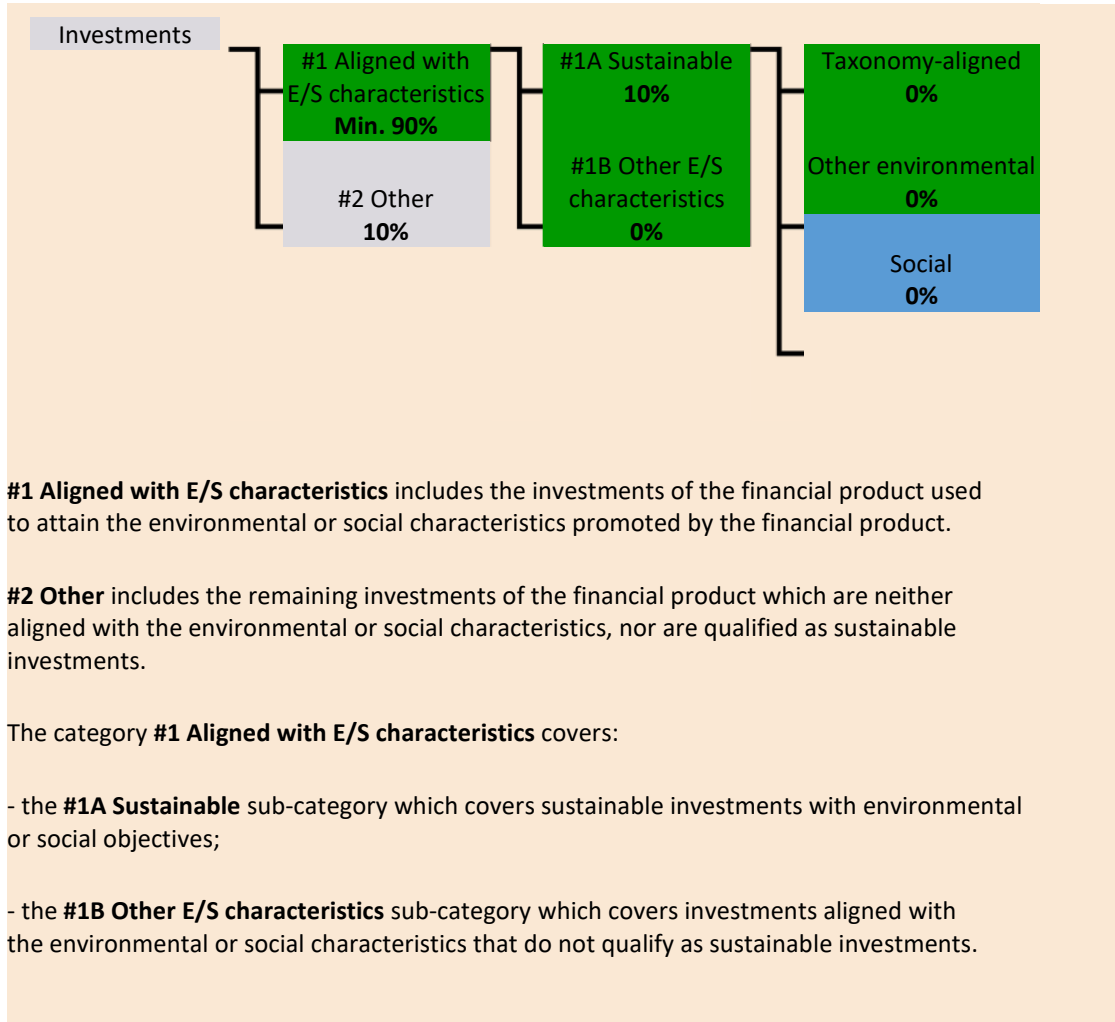 Investments
#1 Aligned with
E/S characteristics
Min. 90%
#2 Other
10%
#1A Sustainable
10%
#1B Other E/S
characteristics
0%
Taxonomy-aligned
0%
Other environmental
0%
Social
0%
#1 Aligned with E/S characteristics includes the investments of the financial product used
to attain the environmental or social characteristics promoted by the financial product.
#2 Other includes the remaining investments of the financial product which are neither
aligned with the environmental or social characteristics, nor are qualified as sustainable
investments.
The category #1 Aligned with E/S characteristics covers:
- the #1A Sustainable sub-category which covers sustainable investments with environmental
or social objectives;
- the #1B Other E/S characteristics sub-category which covers investments aligned with
the environmental or social characteristics that do not qualify as sustainable investments.